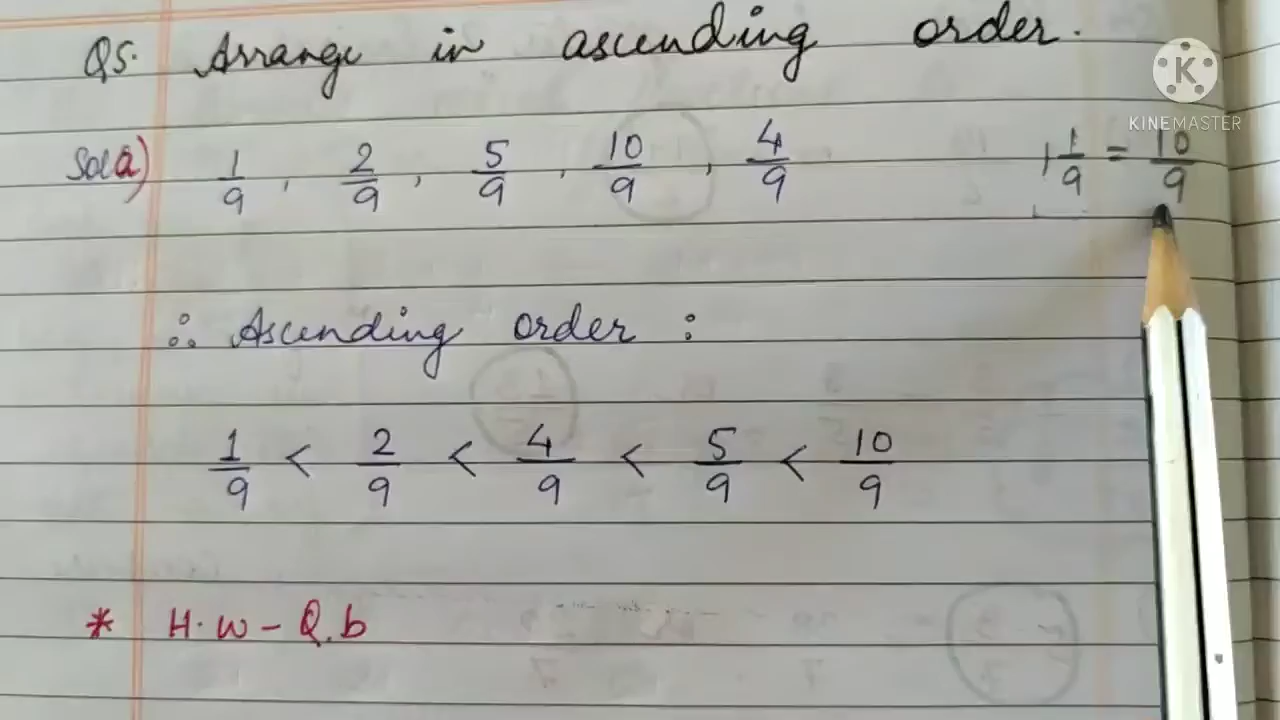 Q5. Arrange in ascending order.
K
KINEMASTER
Sol a) 1/9, 2/9, 5/9, 10/9, 4/9 1 1/9 = 10/9
∴ Ascending order :
1/9 < 2/9 < 4/9 < 5/9 < 10/9
* H.W - Q.b